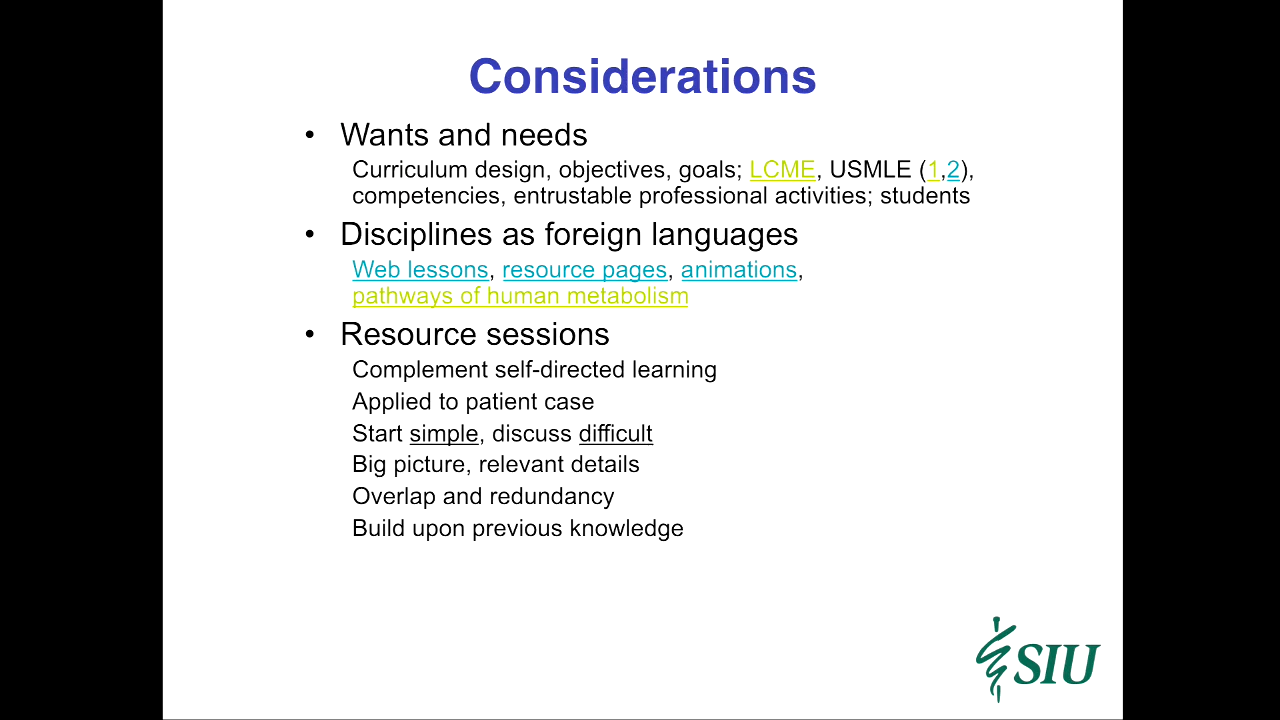 Considerations
• Wants and needs
Curriculum design, objectives, goals; LCME, USMLE (1,2),
competencies, entrustable professional activities; students
• Disciplines as foreign languages
Web lessons, resource pages, animations,
pathways of human metabolism
• Resource sessions
Complement self-directed learning
Applied to patient case
Start simple, discuss difficult
Big picture, relevant details
Overlap and redundancy
Build upon previous knowledge
SIU